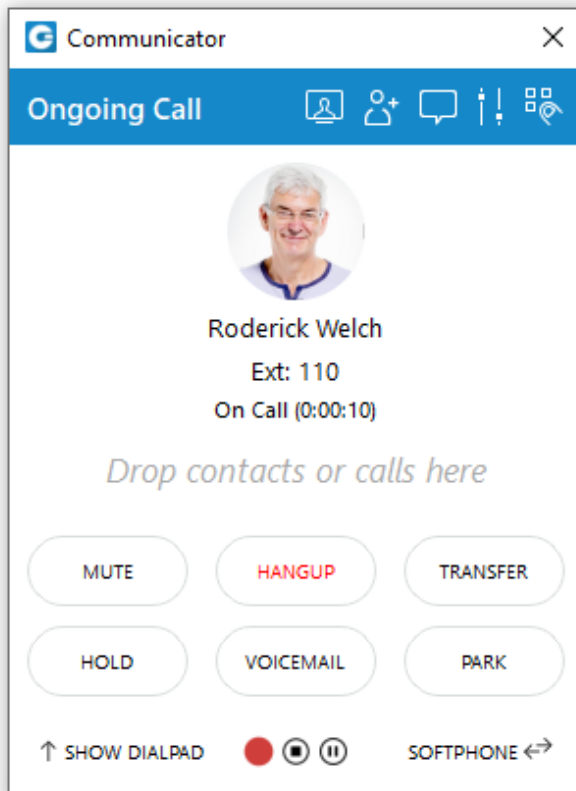 Communicator
Ongoing Call
Roderick Welch
Ext: 110
On Call (0:00:10)
Drop contacts or calls here
MUTE HANGUP TRANSFER
HOLD VOICEMAIL PARK
SHOW DIALPAD SOFTPHONE